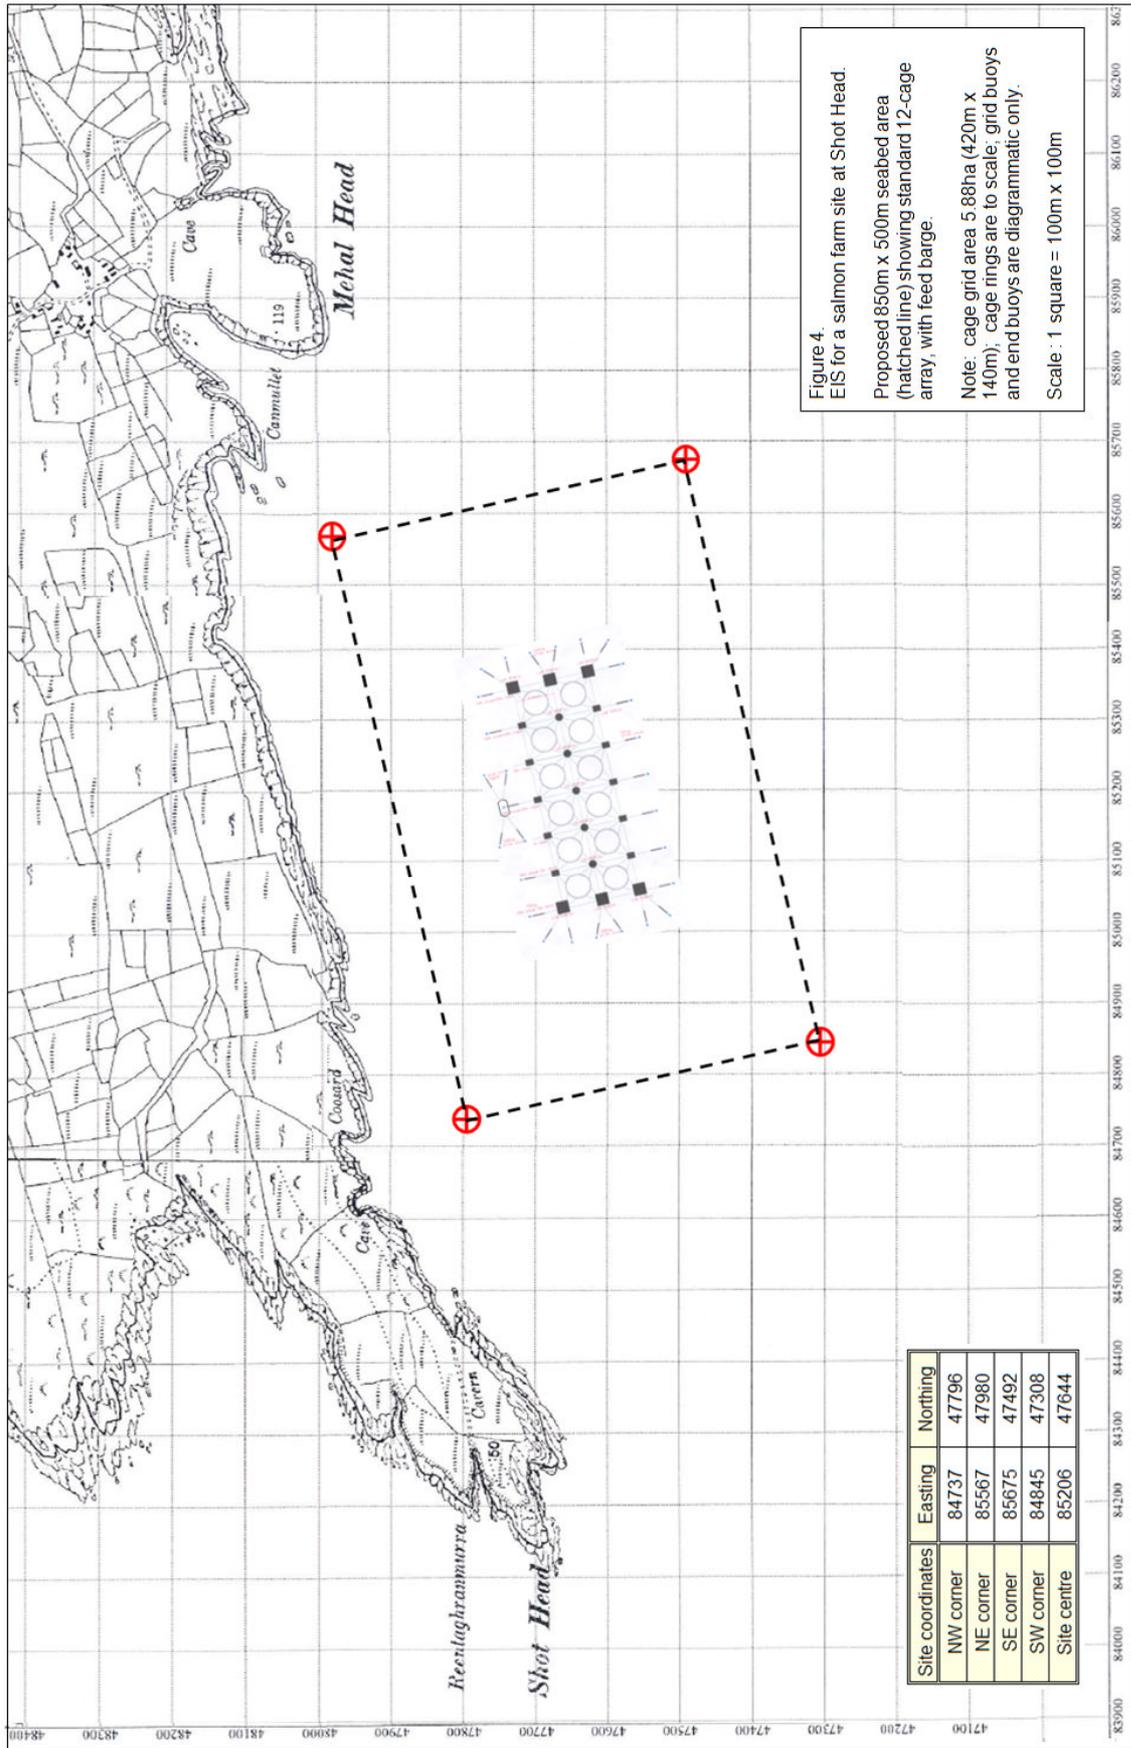 Cave
Mehal Head
119
Canmullet
Coosard
Cave
Cavern
50
Reentaghranmurra
Shot Head
Figure 4.
EIS for a salmon farm site at Shot Head.
Proposed 850m x 500m seabed area
(hatched line) showing standard 12-cage
array, with feed barge.
Note: cage grid area 5.88ha (420m x
140m); cage rings are to scale; grid buoys
and end buoys are diagrammatic only.
Scale : 1 square = 100m x 100m
Site coordinates Easting Northing
NW corner 84737 47796
NE corner 85567 47980
SE corner 85675 47492
SW corner 84845 47308
Site centre 85206 47644
48400
48300
48200
48100
48000
47900
47800
47700
47600
47500
47400
47300
47200
47100
83900
84000
84100
84200
84300
84400
84500
84600
84700
84800
84900
85000
85100
85200
85300
85400
85500
85600
85700
85800
85900
86000
86100
86200